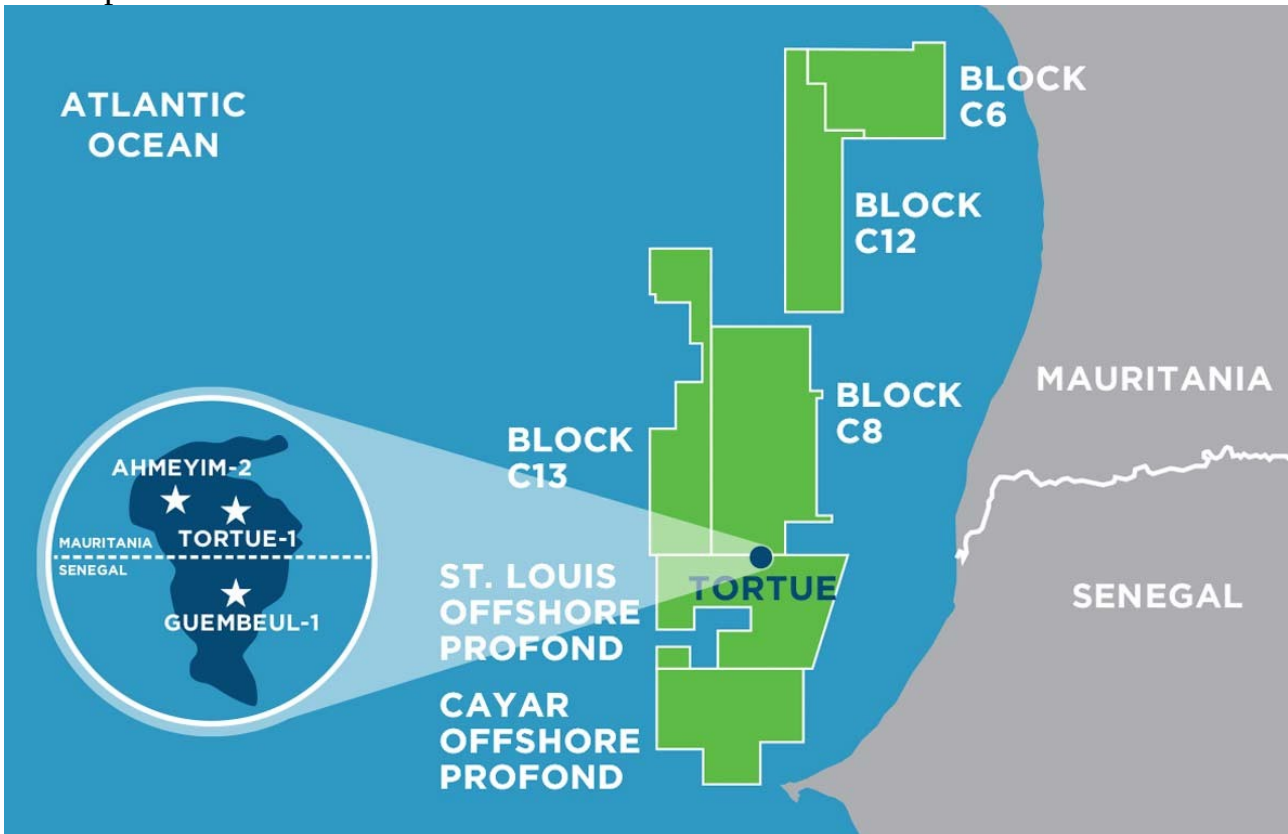 ATLANTIC
OCEAN
BLOCK
C6
BLOCK
C12
MAURITANIA
BLOCK
C8
BLOCK
C13
AHMEYIM-2
TORTUE-1
MAURITANIA
SENEGAL
GUEMBEUL-1
ST. LOUIS
OFFSHORE
PROFOND
TORTUE
SENEGAL
CAYAR
OFFSHORE
PROFOND